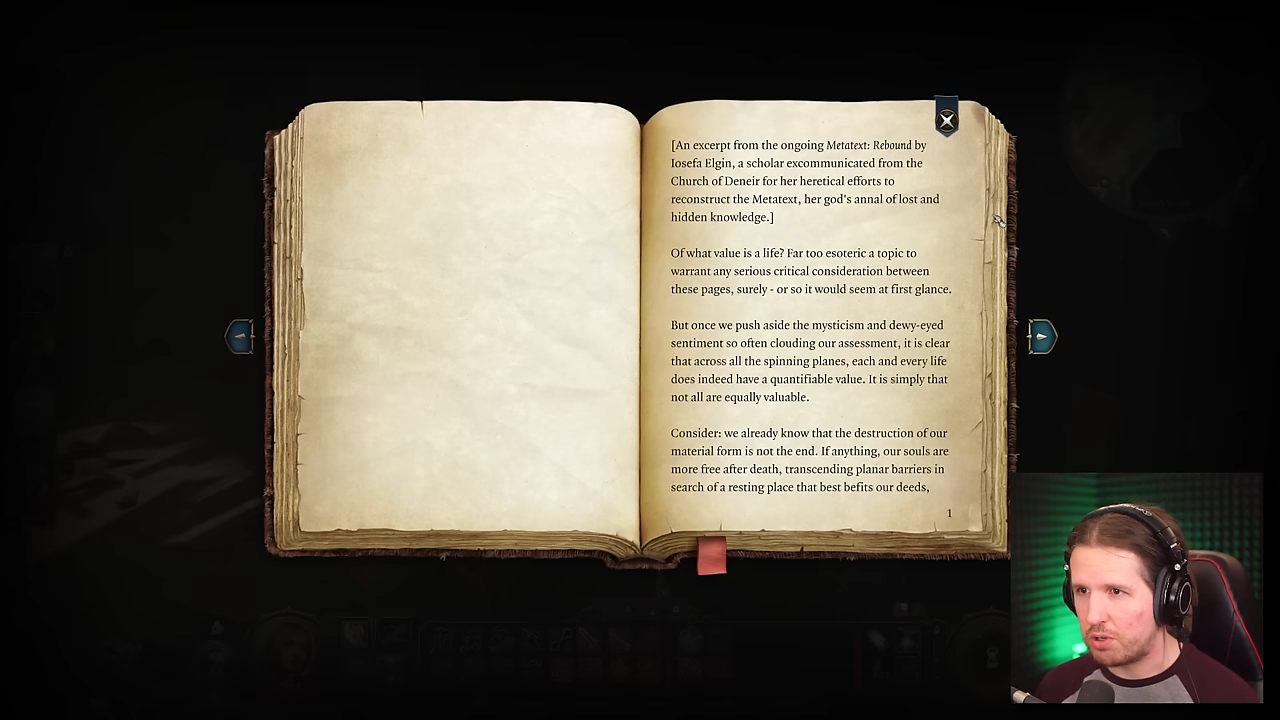 [An excerpt from the ongoing Metatext: Rebound by
Iosefa Elgin, a scholar excommunicated from the
Church of Deneir for her heretical efforts to
reconstruct the Metatext, her god's annal of lost and
hidden knowledge.]
Of what value is a life? Far too esoteric a topic to
warrant any serious critical consideration between
these pages, surely - or so it would seem at first glance.
But once we push aside the mysticism and dewy-eyed
sentiment so often clouding our assessment, it is clear
that across all the spinning planes, each and every life
does indeed have a quantifiable value. It is simply that
not all are equally valuable.
Consider: we already know that the destruction of our
material form is not the end. If anything, our souls are
more free after death, transcending planar barriers in
search of a resting place that best befits our deeds,
1